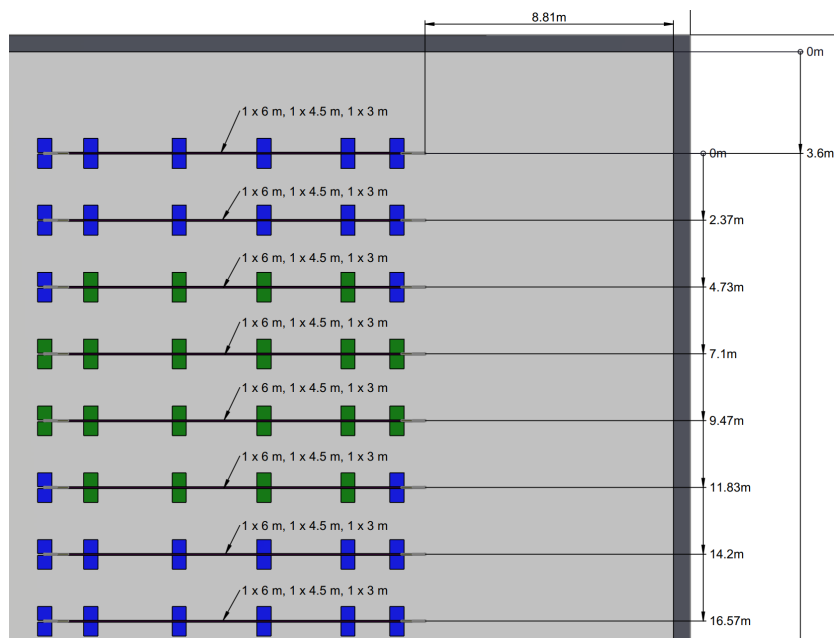 8.81m
0m
1 x 6 m, 1 x 4.5 m, 1 x 3 m
0m
3.6m
1 x 6 m, 1 x 4.5 m, 1 x 3 m
2.37m
1 x 6 m, 1 x 4.5 m, 1 x 3 m
4.73m
1 x 6 m, 1 x 4.5 m, 1 x 3 m
7.1m
1 x 6 m, 1 x 4.5 m, 1 x 3 m
9.47m
1 x 6 m, 1 x 4.5 m, 1 x 3 m
11.83m
1 x 6 m, 1 x 4.5 m, 1 x 3 m
14.2m
1 x 6 m, 1 x 4.5 m, 1 x 3 m
16.57m